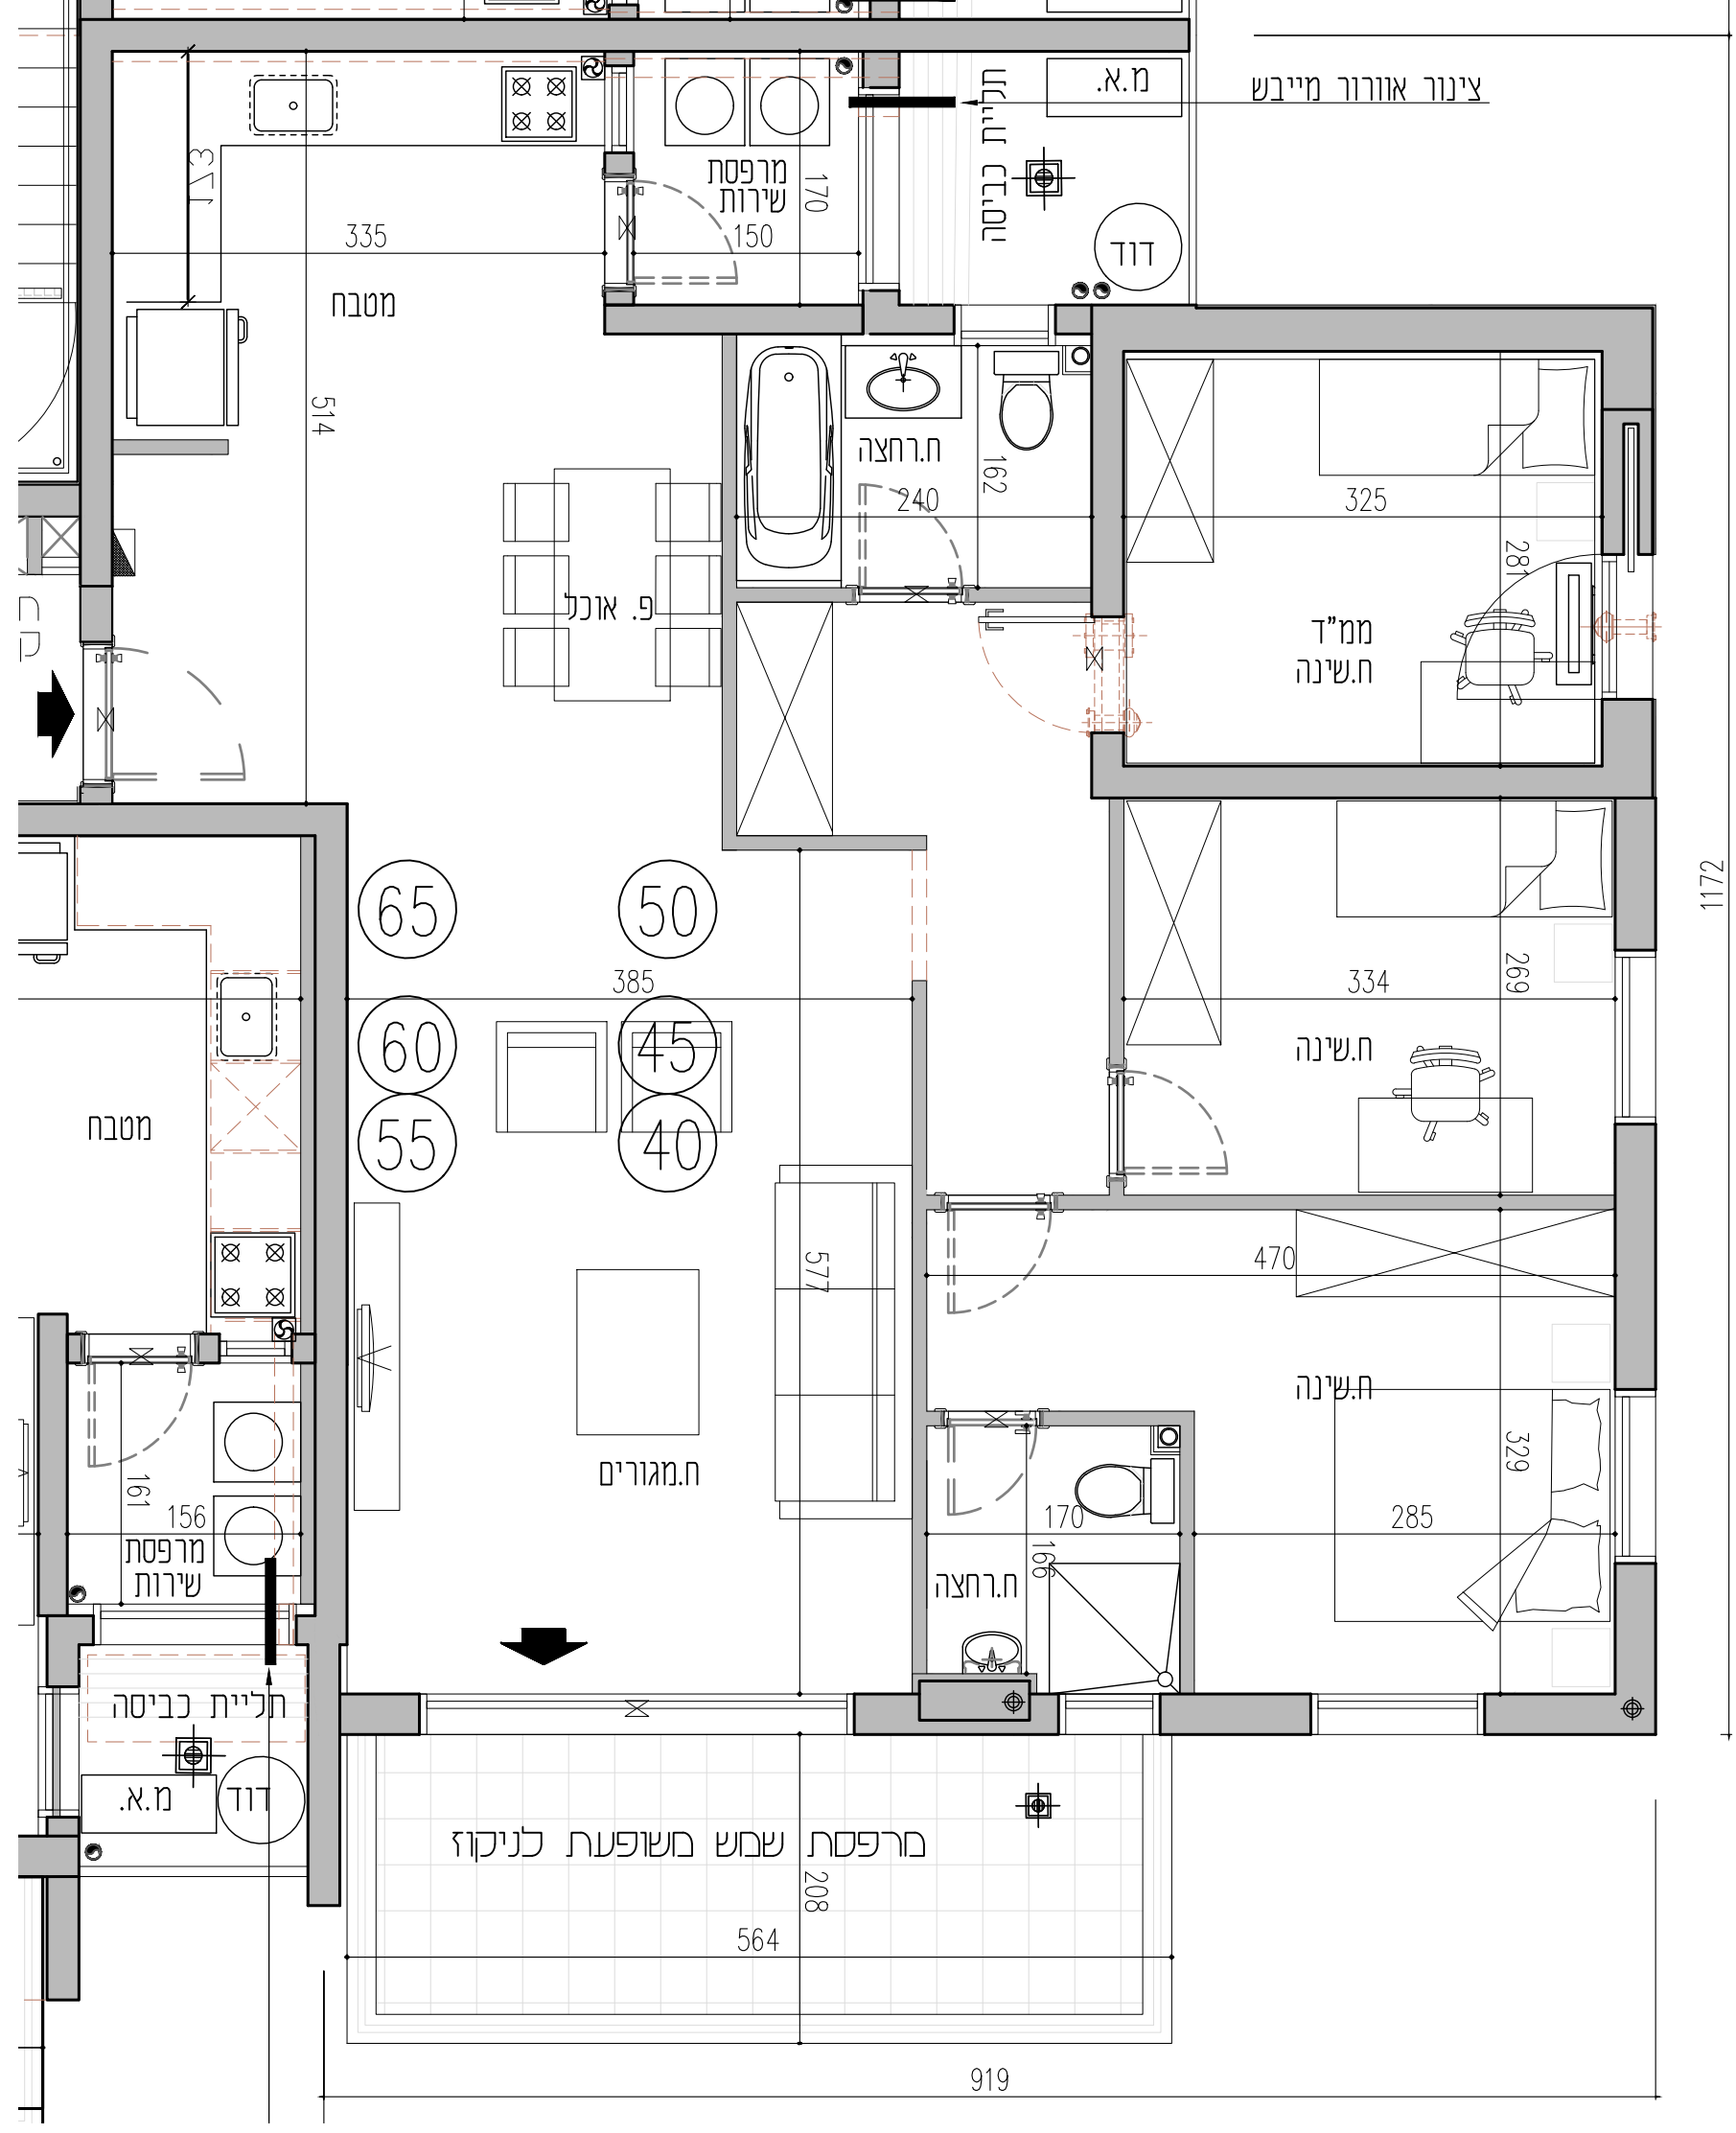 צינור אוורור מייבש
מ.א.
תליית כביסה
דוד
מרפסת
שירות
170
150
173
335
מטבח
514
ח.רחצה
162
240
325
281
ממ"ד
ח.שינה
פ. אוכל
65
50
385
60
45
55
40
334
269
ח.שינה
1172
מטבח
577
470
ח.שינה
329
285
ח.מגורים
170
166
ח.רחצה
161
156
מרפסת
שירות
תליית כביסה
מ.א.
דוד
מרפסת שמש משופעת לניקוז
208
564
919